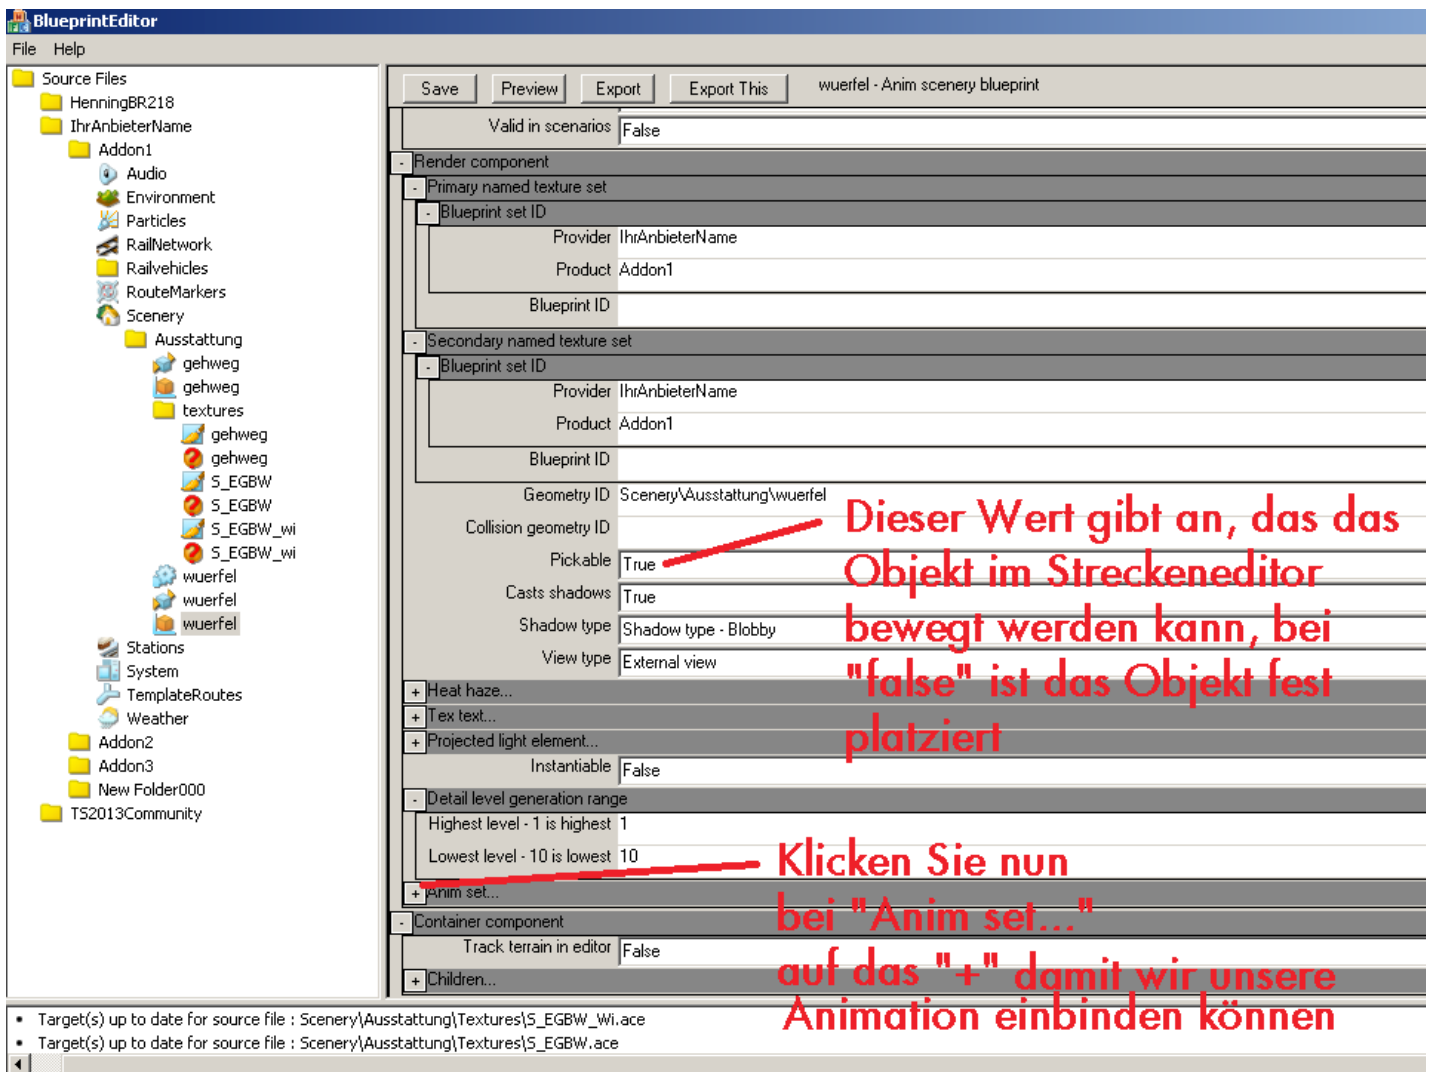 BlueprintEditor
File Help
Source Files
HenningBR218
IhrAnbieterName
Addon1
Audio
Environment
Particles
RailNetwork
Railvehicles
RouteMarkers
Scenery
Ausstattung
gehweg
gehweg
textures
gehweg
gehweg
S_EGBW
S_EGBW
S_EGBW_wi
S_EGBW_wi
wuerfel
wuerfel
wuerfel
Stations
System
TemplateRoutes
Weather
Addon2
Addon3
New Folder000
TS2013Community
Save Preview Export Export This wuerfel - Anim scenery blueprint
Valid in scenarios False
- Render component
- Primary named texture set
- Blueprint set ID
Provider IhrAnbieterName
Product Addon1
Blueprint ID
- Secondary named texture set
- Blueprint set ID
Provider IhrAnbieterName
Product Addon1
Blueprint ID
Geometry ID Scenery\Ausstattung\wuerfel
Collision geometry ID
Pickable True
Casts shadows True
Shadow type Shadow type - Blobby
View type External view
+ Heat haze...
+ Tex text...
+ Projected light element...
Instantiable False
- Detail level generation range
Highest level - 1 is highest 1
Lowest level - 10 is lowest 10
+ Anim set...
- Container component
Track terrain in editor False
+ Children...
Dieser Wert gibt an, das das
Objekt im Streckeneditor
bewegt werden kann, bei
"false" ist das Objekt fest
platziert
Klicken Sie nun
bei "Anim set..."
auf das "+" damit wir unsere
Animation einbinden können
• Target(s) up to date for source file : Scenery\Ausstattung\Textures\S_EGBW_Wi.ace
• Target(s) up to date for source file : Scenery\Ausstattung\Textures\S_EGBW.ace